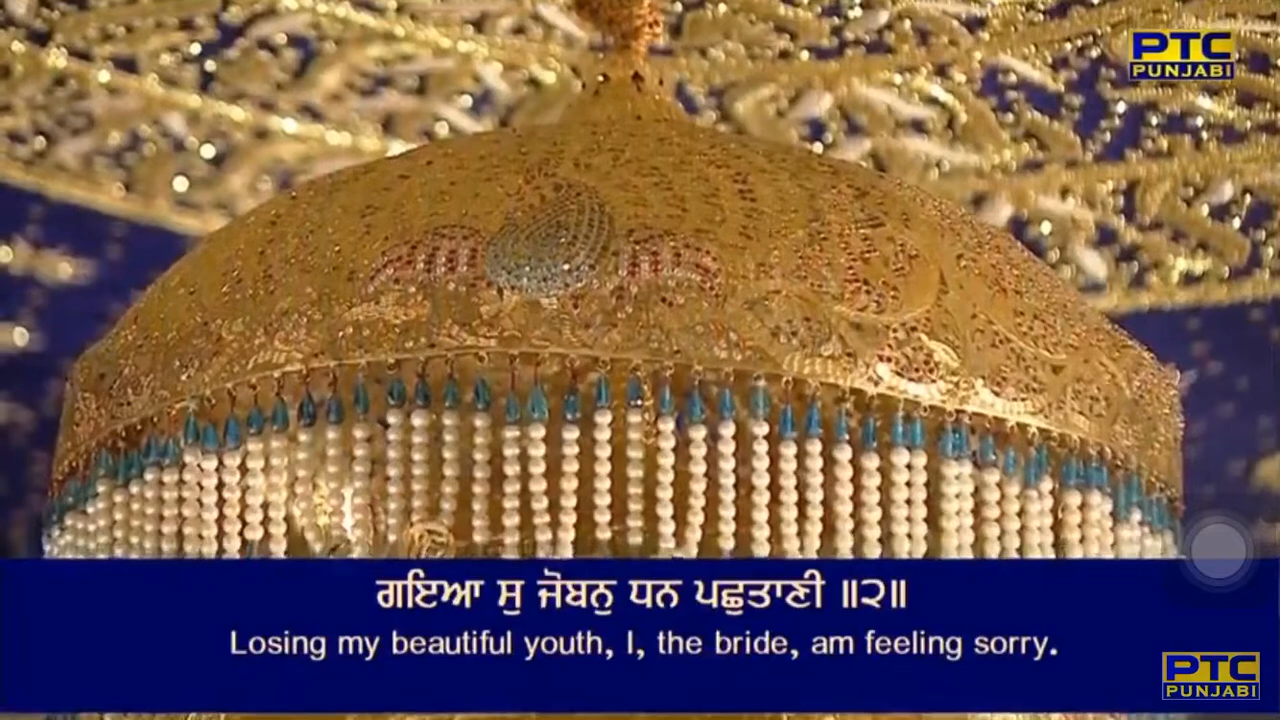 PTC
PUNJABI
ਗਇਆ ਸੁ ਜੋਬਨੁ ਧਨ ਪਛੁਤਾਣੀ ॥੨॥
Losing my beautiful youth, I, the bride, am feeling sorry.
PTC
PUNJABI